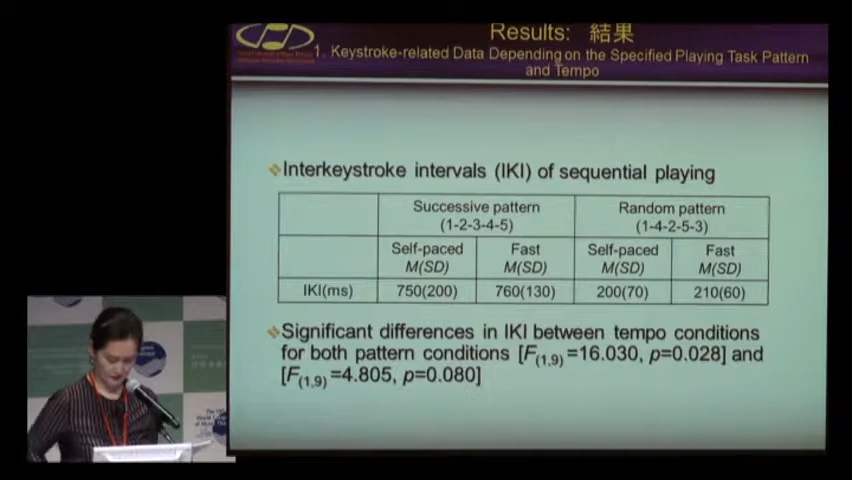 Results: 結果
1. Keystroke-related Data Depending on the Specified Playing Task Pattern
and Tempo
Interkeystroke intervals (IKI) of sequential playing
Successive pattern
(1-2-3-4-5)
Random pattern
(1-4-2-5-3)
Self-paced
M(SD)
Fast
M(SD)
Self-paced
M(SD)
Fast
M(SD)
IKI(ms) 750(200) 760(130) 200(70) 210(60)
Significant differences in IKI between tempo conditions
for both pattern conditions [F(1,9)=16.030, p=0.028] and
[F(1,9)=4.805, p=0.080]